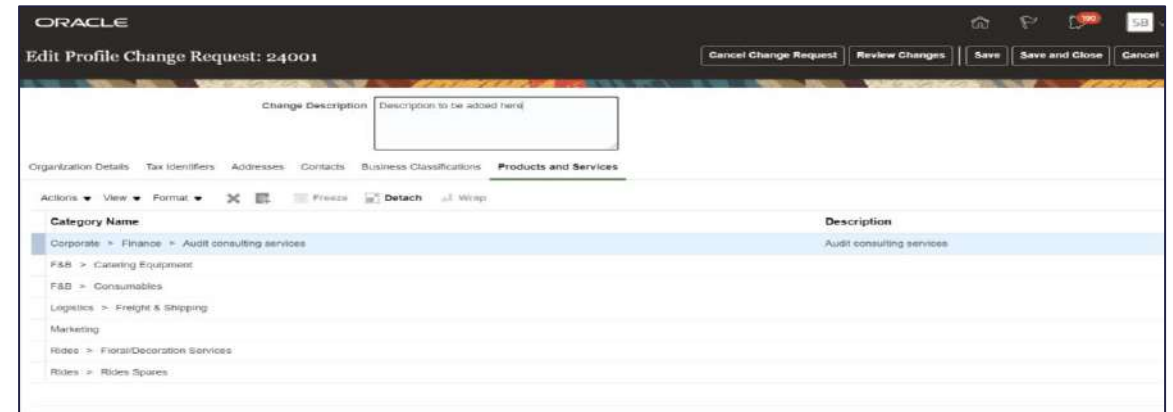 ORACLE
190
SB
Edit Profile Change Request: 24001
Cancel Change Request Review Changes Save Save and Close Cancel
Change Description Description to be added here
Organization Details Tax Identifiers Addresses Contacts Business Classifications Products and Services
Actions View Format Freeze Detach Wrap
Category Name Description
Corporate > Finance > Audit consulting services Audit consulting services
F&B > Catering Equipment
F&B > Consumables
Logistics > Freight & Shipping
Marketing
Rides > Floral/Decoration Services
Rides > Rides Spares